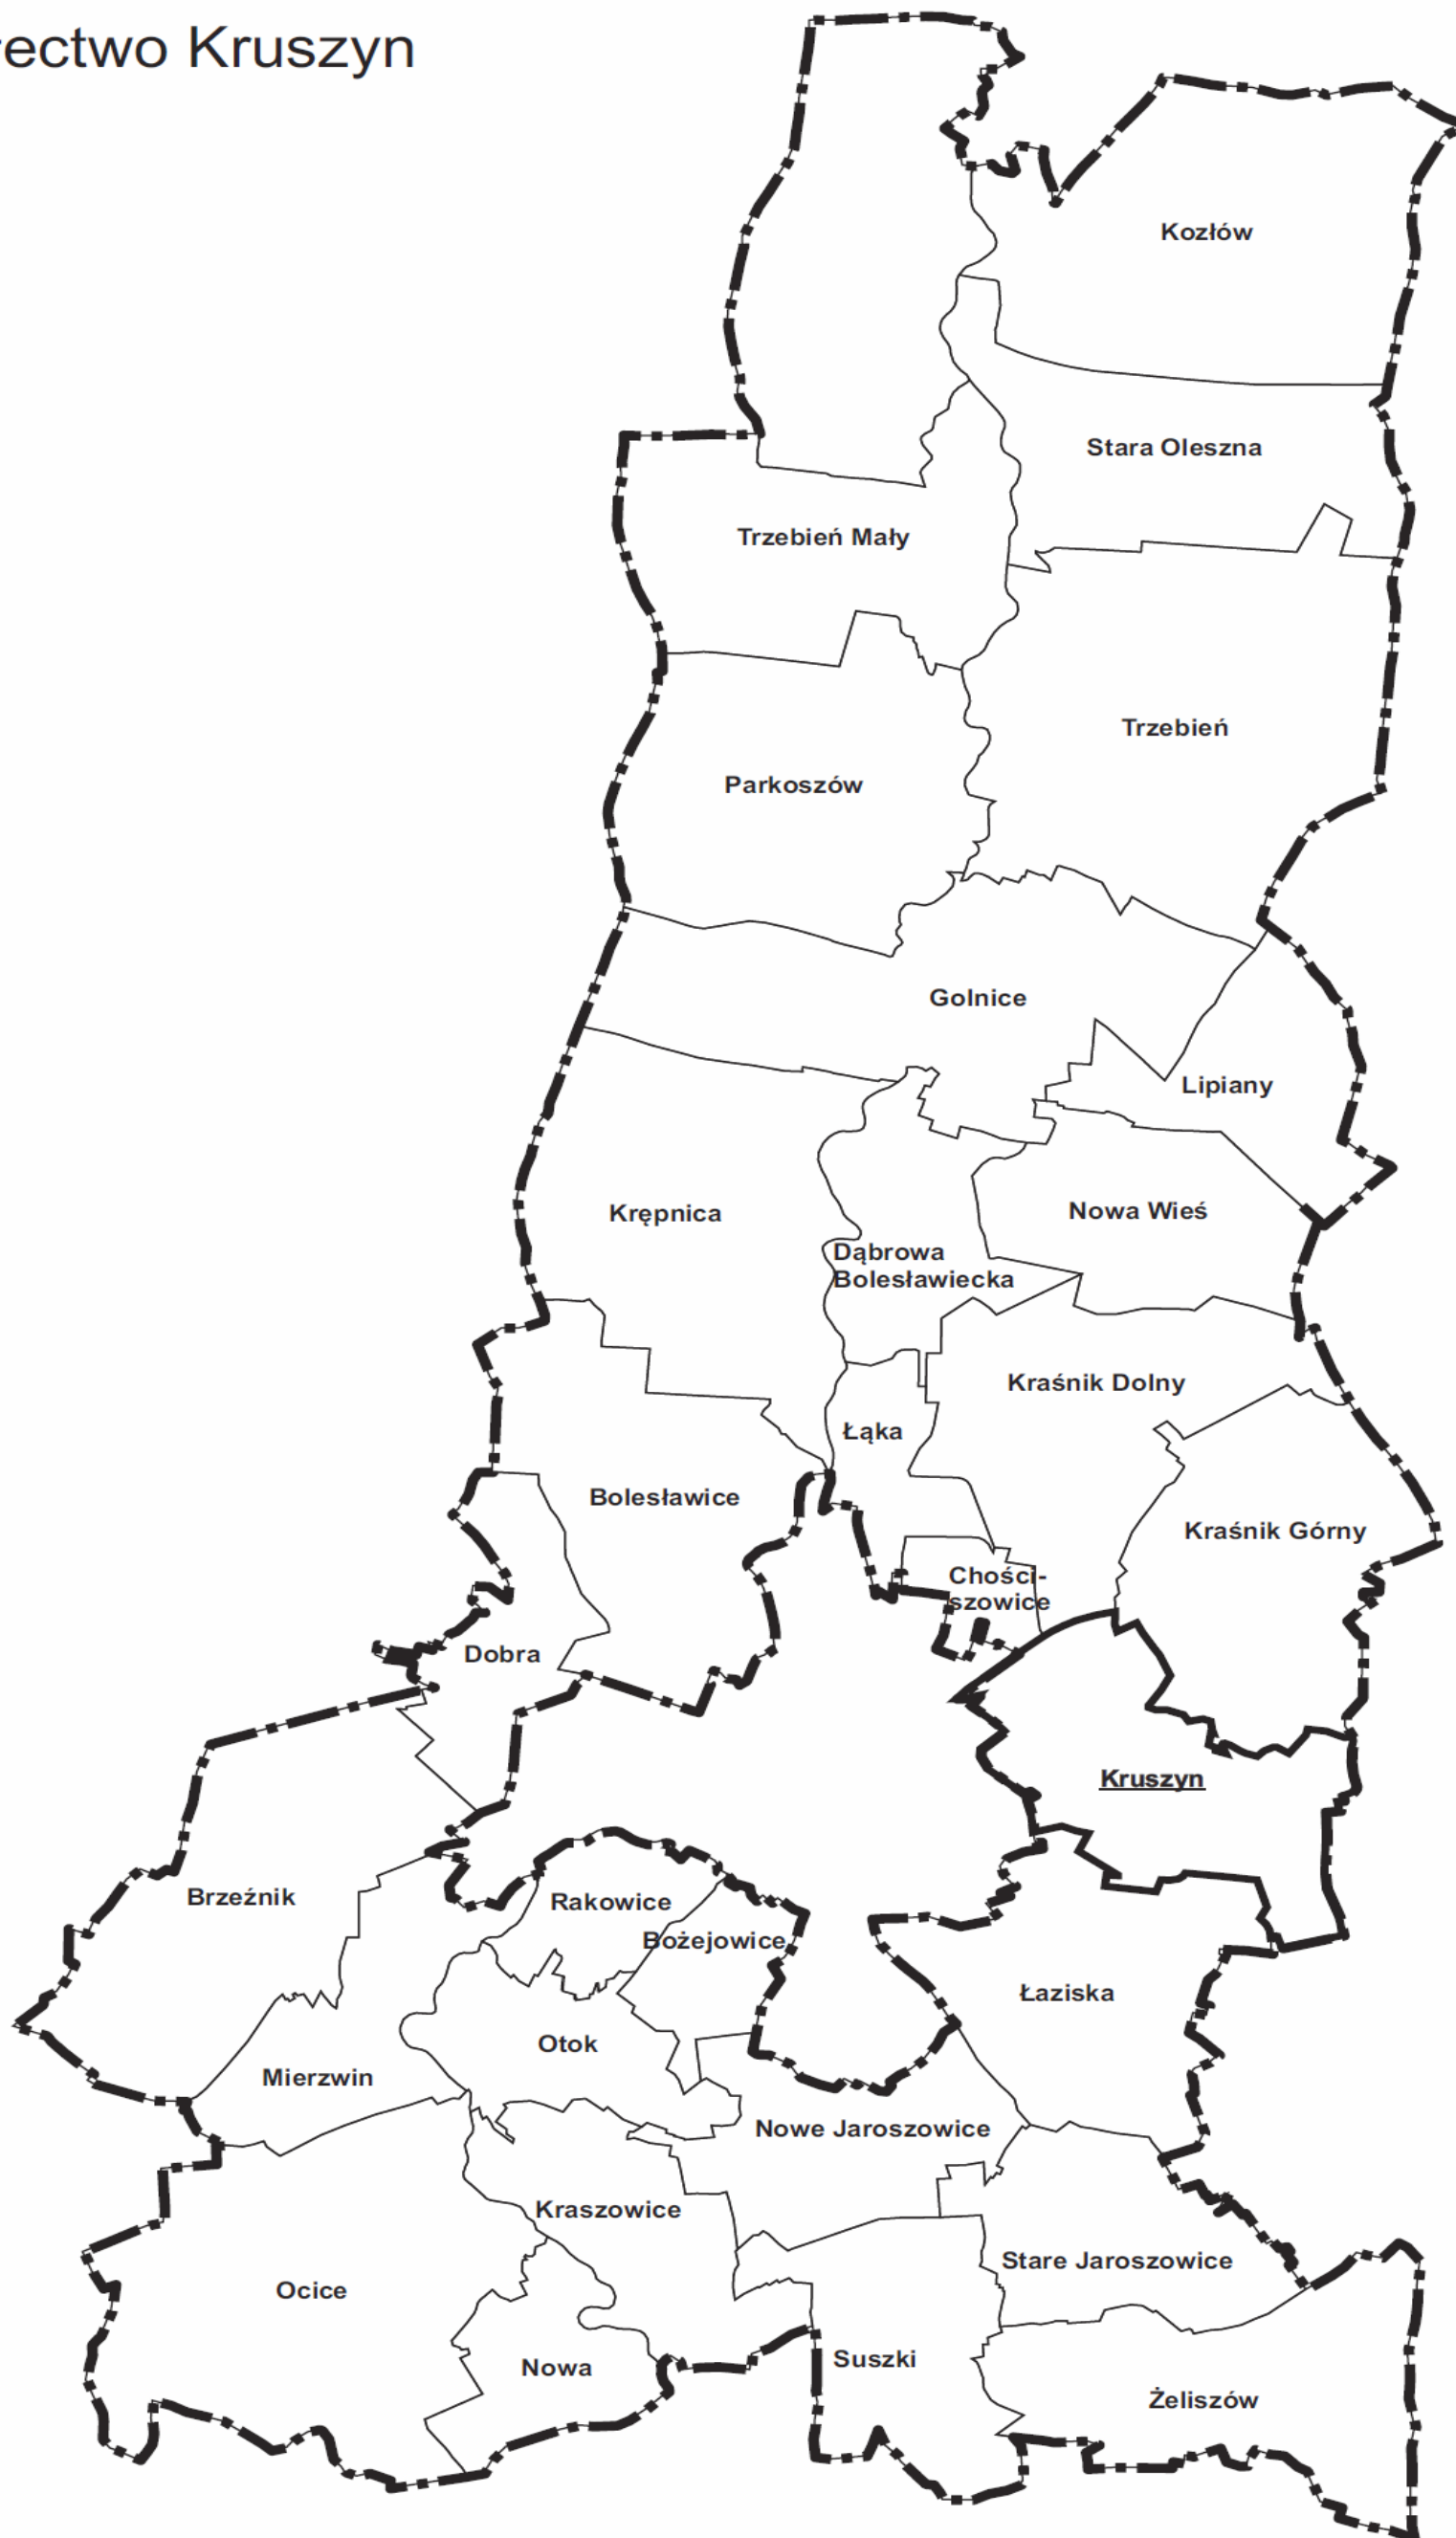 ectwo Kruszyn
Kozłów
Stara Oleszna
Trzebień Mały
Trzebień
Parkoszów
Golnice
Lipiany
Krępnica
Nowa Wieś
Dąbrowa
Bolesławiecka
Kraśnik Dolny
Łąka
Bolesławice
Kraśnik Górny
Chości-
szowice
Dobra
Kruszyn
Brzeźnik
Rakowice
Bożejowice
Łaziska
Otok
Mierzwin
Nowe Jaroszowice
Kraszowice
Stare Jaroszowice
Ocice
Suszki
Nowa
Żeliszów